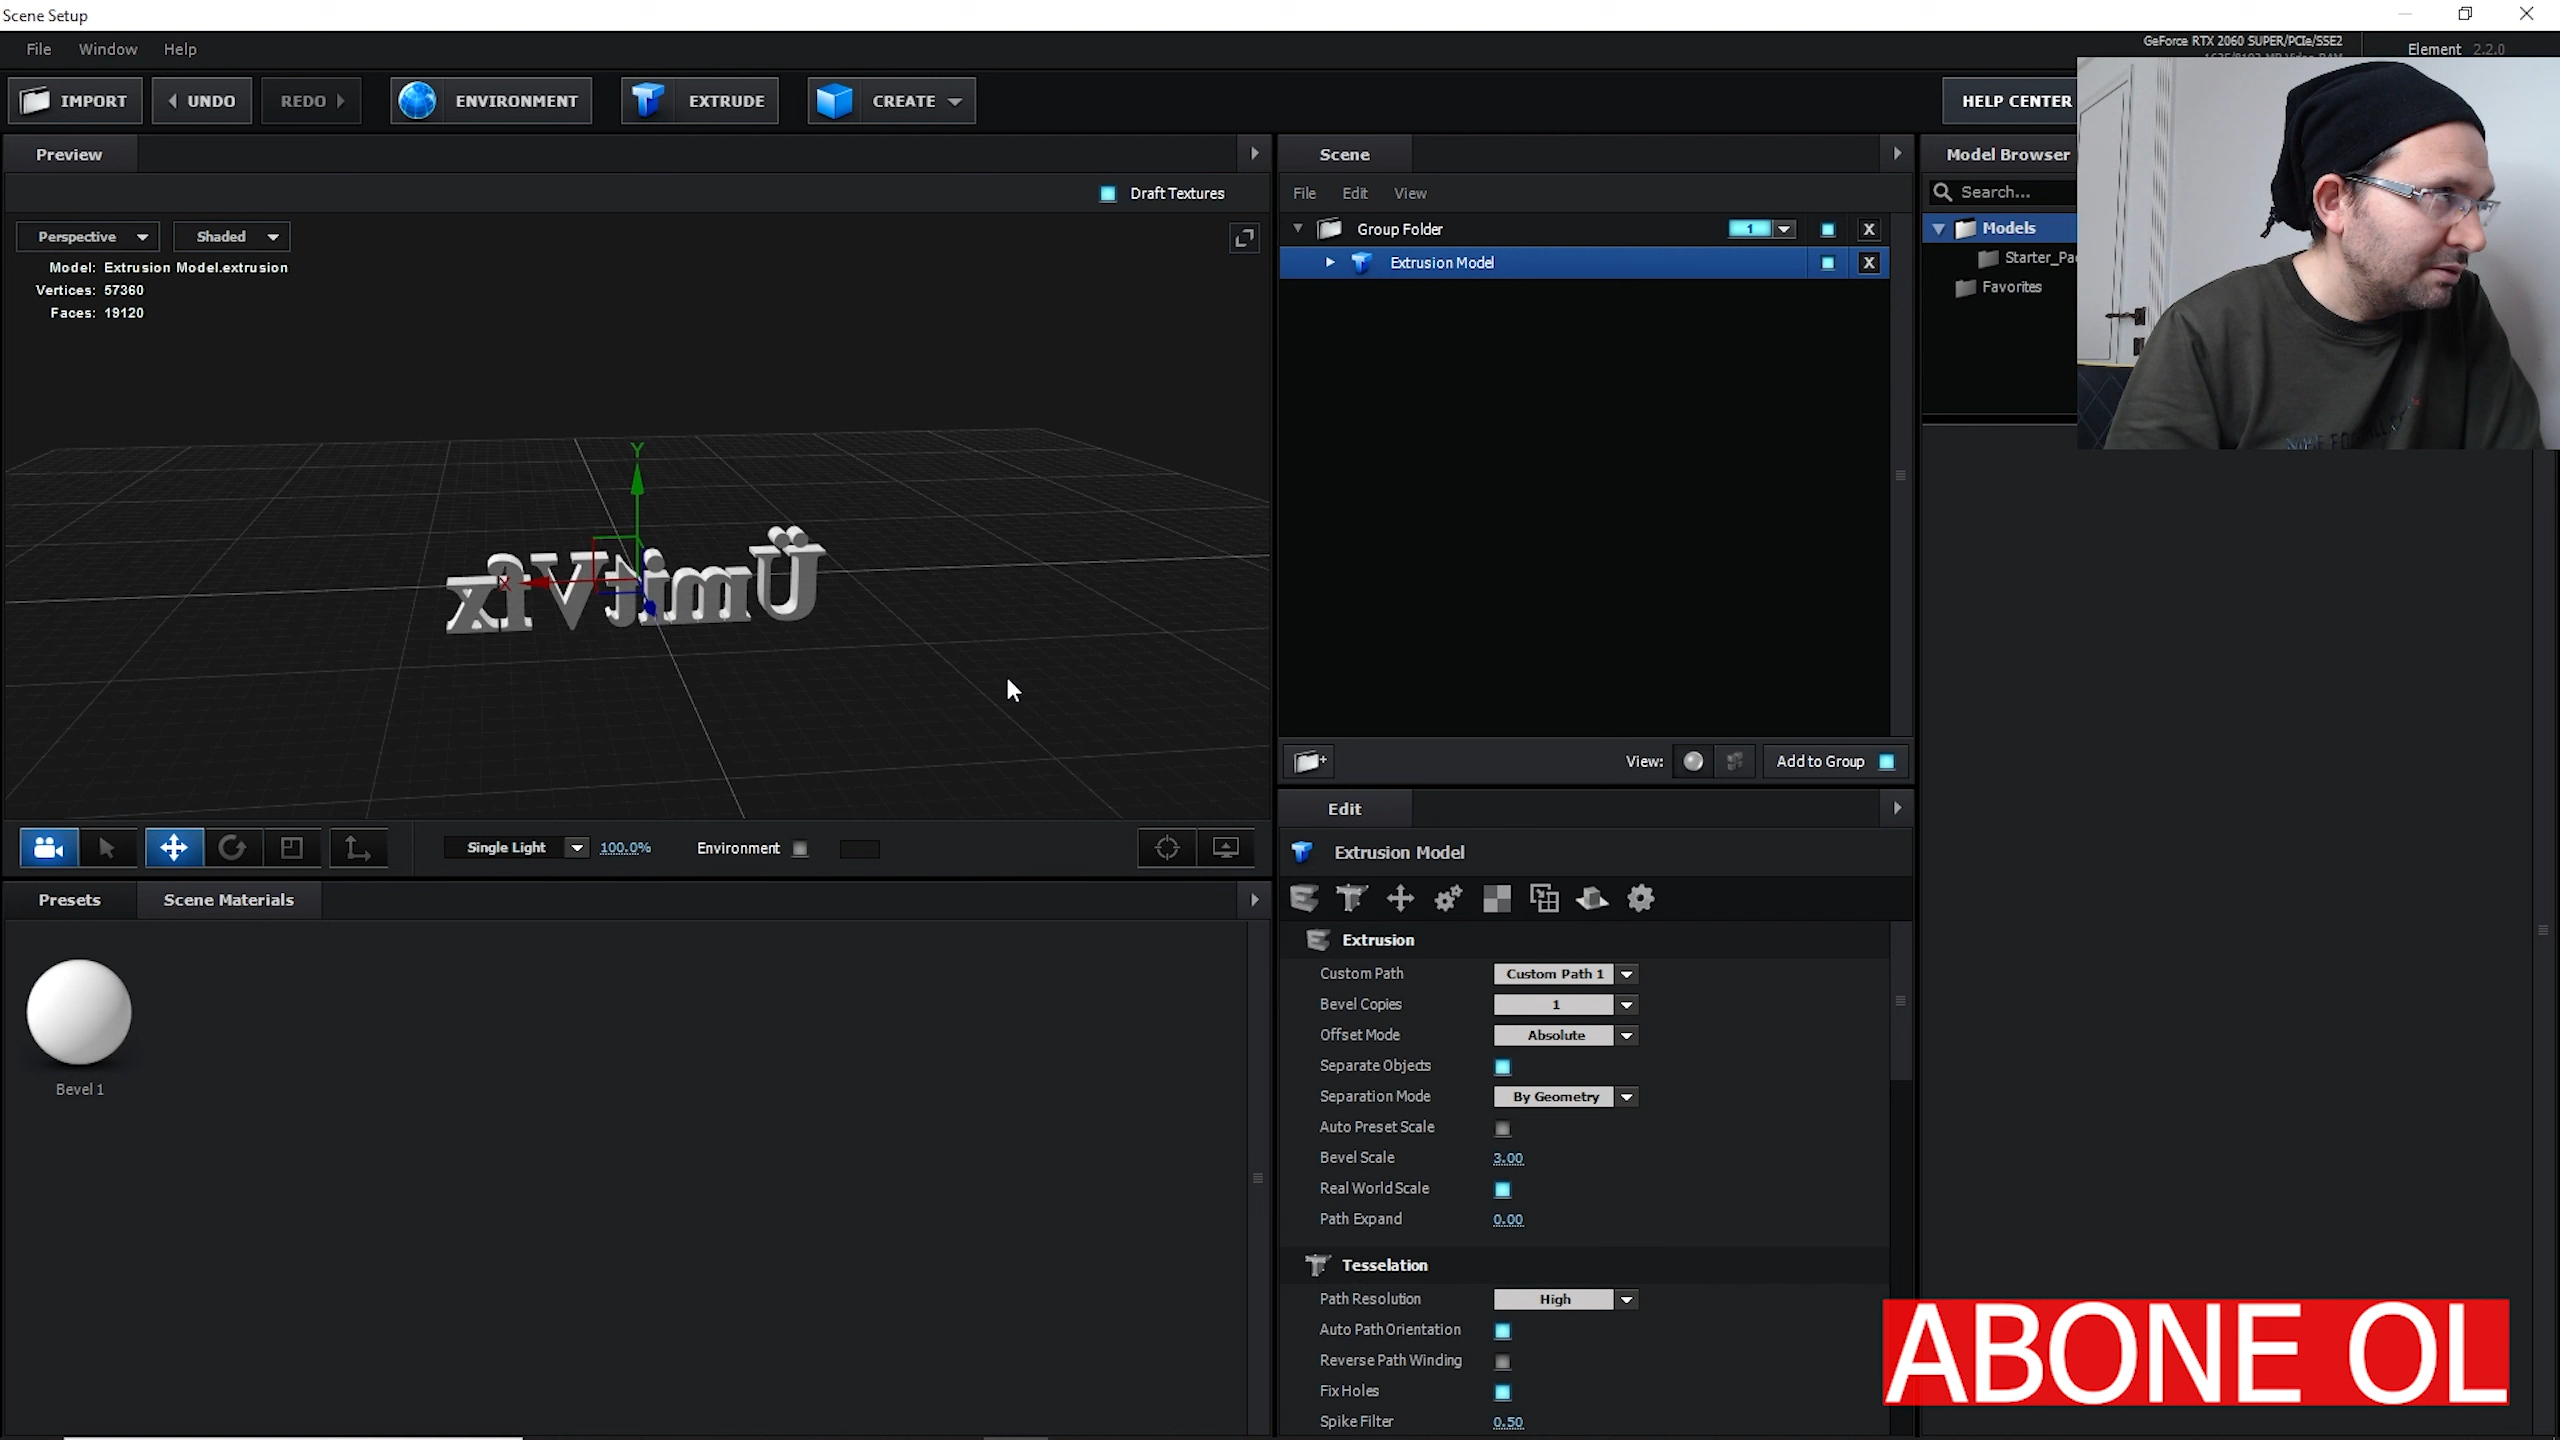 Scene Setup
File Window Help
GeForce RTX 2060 SUPER/PCIe/SSE2
Element 2.2.0
IMPORT UNDO REDO ENVIRONMENT EXTRUDE CREATE HELP CENTER
Preview
Draft Textures
Perspective Shaded
Model: Extrusion Model.extrusion
Vertices: 57360
Faces: 19120
Y
X
ÜmitVfx
Single Light 100.0% Environment
Presets Scene Materials
Bevel 1
Scene
File Edit View
Group Folder 1 X
Extrusion Model X
View: Add to Group
Edit
Extrusion Model
Extrusion
Custom Path Custom Path 1
Bevel Copies 1
Offset Mode Absolute
Separate Objects
Separation Mode By Geometry
Auto Preset Scale
Bevel Scale 3.00
Real World Scale
Path Expand 0.00
Tesselation
Path Resolution High
Auto Path Orientation
Reverse Path Winding
Fix Holes
Spike Filter 0.50
Model Browser
Search...
Models
Starter_Pa
Favorites
ABONE OL